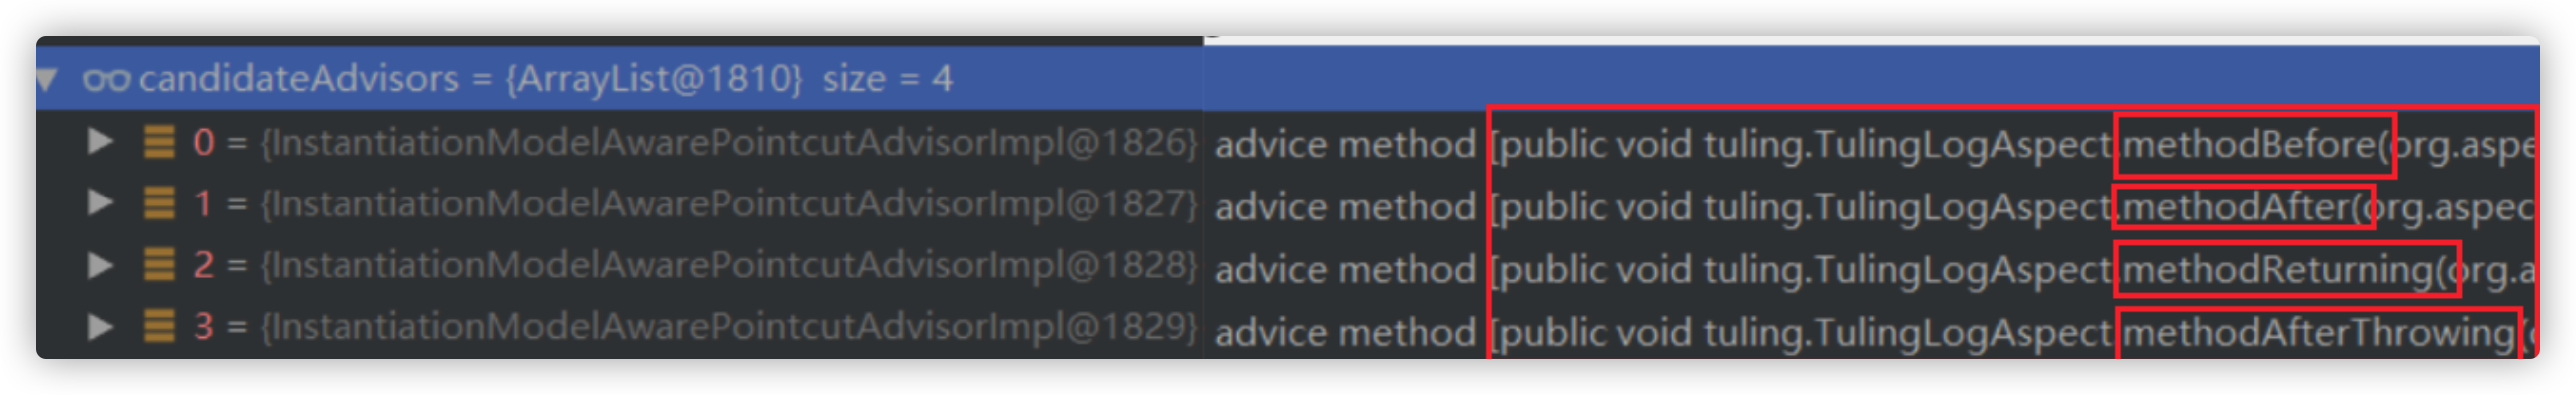 candidateAdvisors = {ArrayList@1810} size = 4
0 = {InstantiationModelAwarePointcutAdvisorImpl@1826} advice method [public void tuling.TulingLogAspect.methodBefore(org.aspe
1 = {InstantiationModelAwarePointcutAdvisorImpl@1827} advice method [public void tuling.TulingLogAspect.methodAfter(org.aspec
2 = {InstantiationModelAwarePointcutAdvisorImpl@1828} advice method [public void tuling.TulingLogAspect.methodReturning(org.a
3 = {InstantiationModelAwarePointcutAdvisorImpl@1829} advice method [public void tuling.TulingLogAspect.methodAfterThrowing(